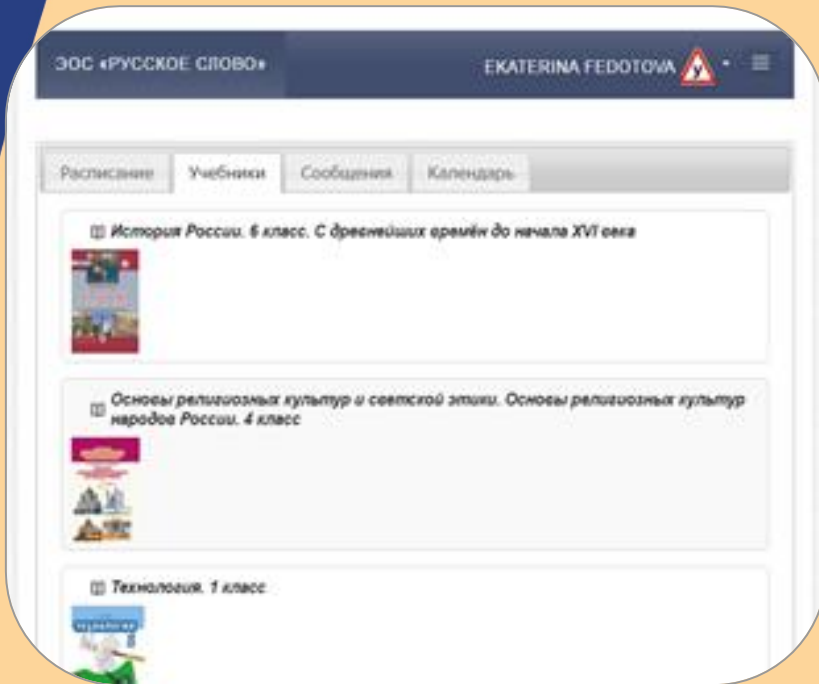 ЭОС «РУССКОЕ СЛОВО»
EKATERINA FEDOTOVA
У
Расписание
Учебники
Сообщения
Календарь
История России. 6 класс. С древнейших времён до начала XVI века
Основы религиозных культур и светской этики. Основы религиозных культур
народов России. 4 класс
Технология. 1 класс